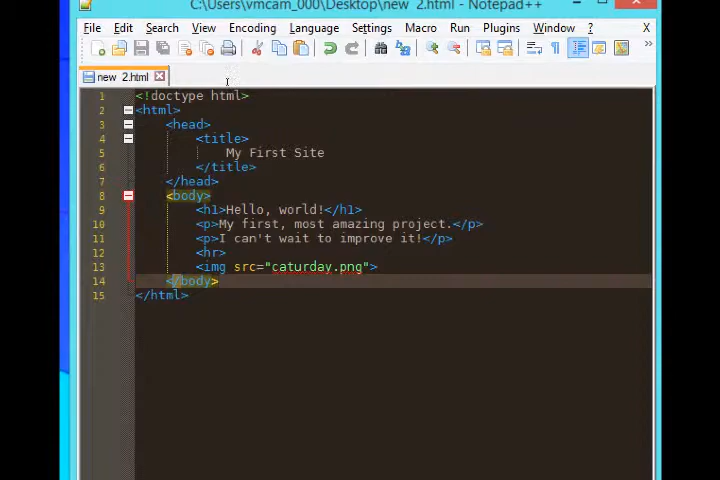 C:\Users\vmcam_000\Desktop\new 2.html - Notepad++
File Edit Search View Encoding Language Settings Macro Run Plugins Window ? X
»
new 2.html
1 <!doctype html>
2 <html>
3 <head>
4 <title>
5 My First Site
6 </title>
7 </head>
8 <body>
9 <h1>Hello, world!</h1>
10 <p>My first, most amazing project.</p>
11 <p>I can't wait to improve it!</p>
12 <hr>
13 <img src="caturday.png">
14 </body>
15 </html>